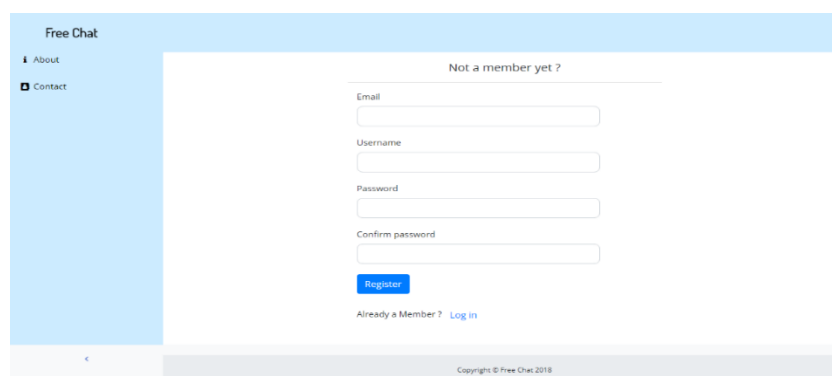 Free Chat
About
Contact
Not a member yet ?
Email
Username
Password
Confirm password
Register
Already a Member ? Log in
Copyright © Free Chat 2018